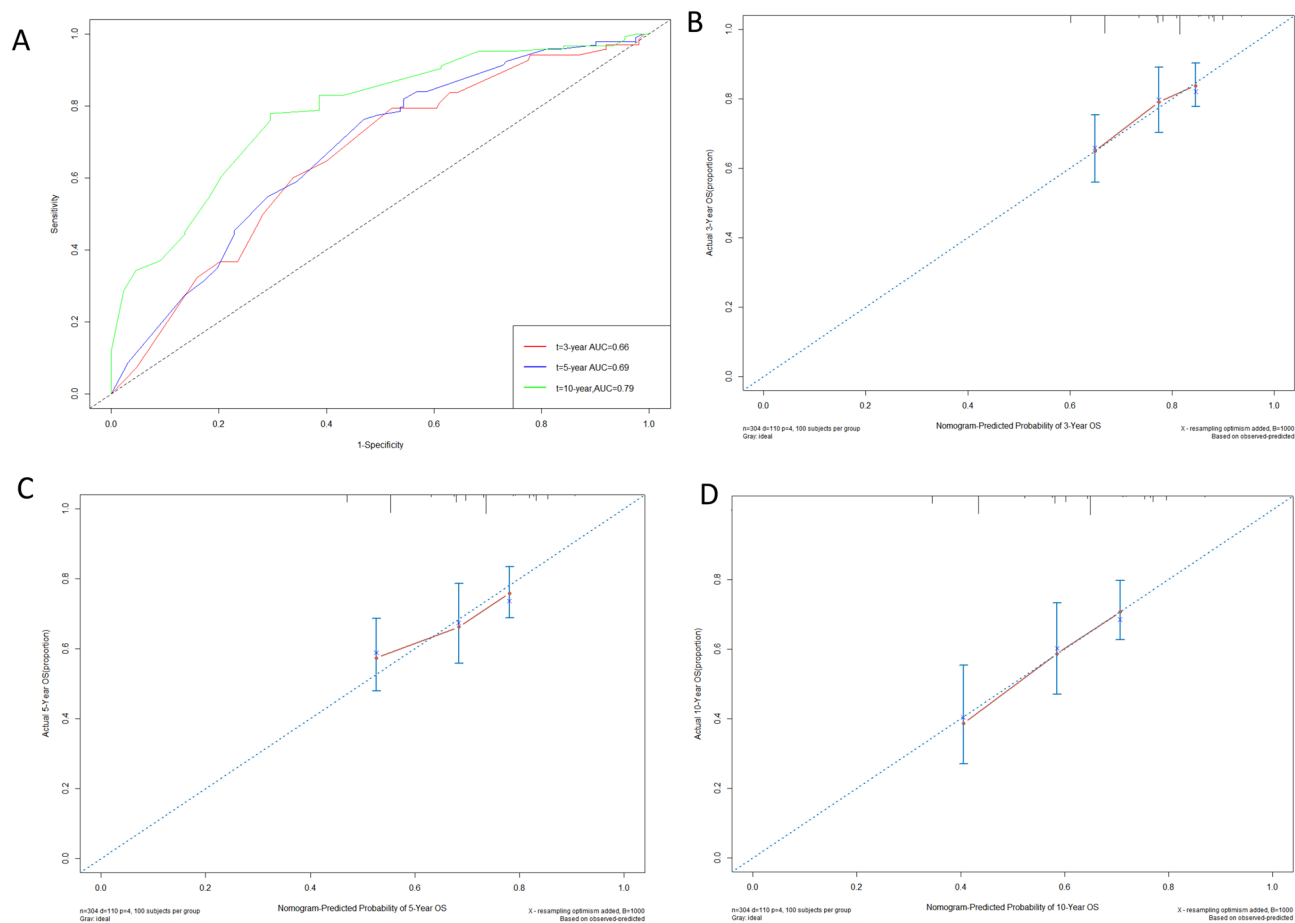 A
Sensitivity
0.0 0.2 0.4 0.6 0.8 1.0
0.0 0.2 0.4 0.6 0.8 1.0
1-Specificity
t=3-year AUC=0.66
t=5-year AUC=0.69
t=10-year,AUC=0.79
B
Actual 3-Year OS(proportion)
0.0 0.2 0.4 0.6 0.8 1.0
0.0 0.2 0.4 0.6 0.8 1.0
Nomogram-Predicted Probability of 3-Year OS
n=304 d=110 p=4, 100 subjects per group
Gray: ideal
X - resampling optimism added, B=1000
Based on observed-predicted
C
Actual 5-Year OS(proportion)
0.0 0.2 0.4 0.6 0.8 1.0
0.0 0.2 0.4 0.6 0.8 1.0
Nomogram-Predicted Probability of 5-Year OS
n=304 d=110 p=4, 100 subjects per group
Gray: ideal
X - resampling optimism added, B=1000
Based on observed-predicted
D
Actual 10-Year OS(proportion)
0.0 0.2 0.4 0.6 0.8 1.0
0.0 0.2 0.4 0.6 0.8 1.0
Nomogram-Predicted Probability of 10-Year OS
n=304 d=110 p=4, 100 subjects per group
Gray: ideal
X - resampling optimism added, B=1000
Based on observed-predicted